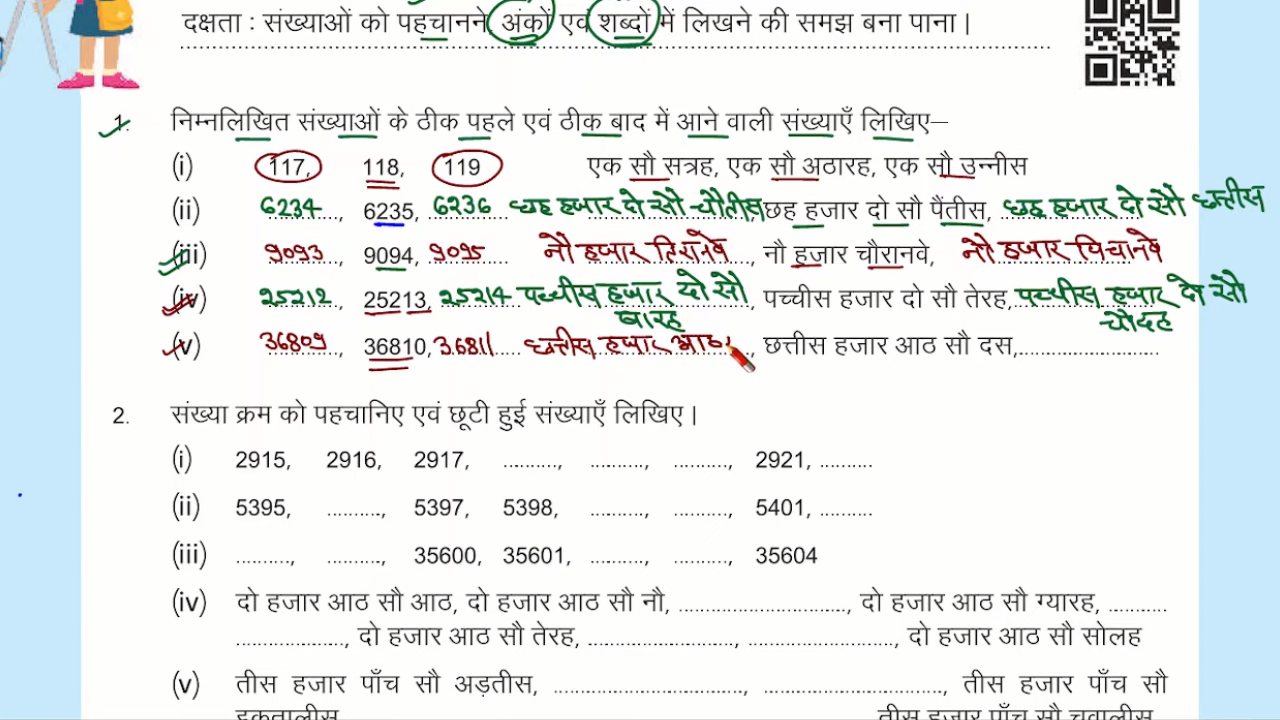 दक्षता : संख्याओं को पहचानने अंकों एवं शब्दों में लिखने की समझ बना पाना।
1. निम्नलिखित संख्याओं के ठीक पहले एवं ठीक बाद में आने वाली संख्याएँ लिखिए–
(i) 117, 118, 119 एक सौ सत्रह, एक सौ अठारह, एक सौ उन्नीस
(ii) 6234, 6235, 6236 छह हजार दो सौ चौतीस छह हजार दो सौ पैंतीस, छह हजार दो सौ छत्तीस
(iii) 9093, 9094, 9095 नौ हजार तिरानवे, नौ हजार चौरानवे, नौ हजार पिचानवे
(iv) 25212, 25213, 25214 पच्चीस हजार दो सौ, पच्चीस हजार दो सौ तेरह, पच्चीस हजार दो सौ
बारह चौदह
(v) 36809, 36810, 36811 छत्तीस हजार आठ, छत्तीस हजार आठ सौ दस,..............................
2. संख्या क्रम को पहचानिए एवं छूटी हुई संख्याएँ लिखिए।
(i) 2915, 2916, 2917, .........., .........., .........., 2921, ..........
(ii) 5395, .........., 5397, 5398, .........., .........., 5401, ..........
(iii) .........., .........., 35600, 35601, .........., .........., 35604
(iv) दो हजार आठ सौ आठ, दो हजार आठ सौ नौ, ............................, दो हजार आठ सौ ग्यारह, ..........
...................., दो हजार आठ सौ तेरह, ........................., ........................., दो हजार आठ सौ सोलह
(v) तीस हजार पाँच सौ अड़तीस, ................................, ..............................., तीस हजार पाँच सौ
इकतालीस तीस हजार पाँच सौ चवालीस